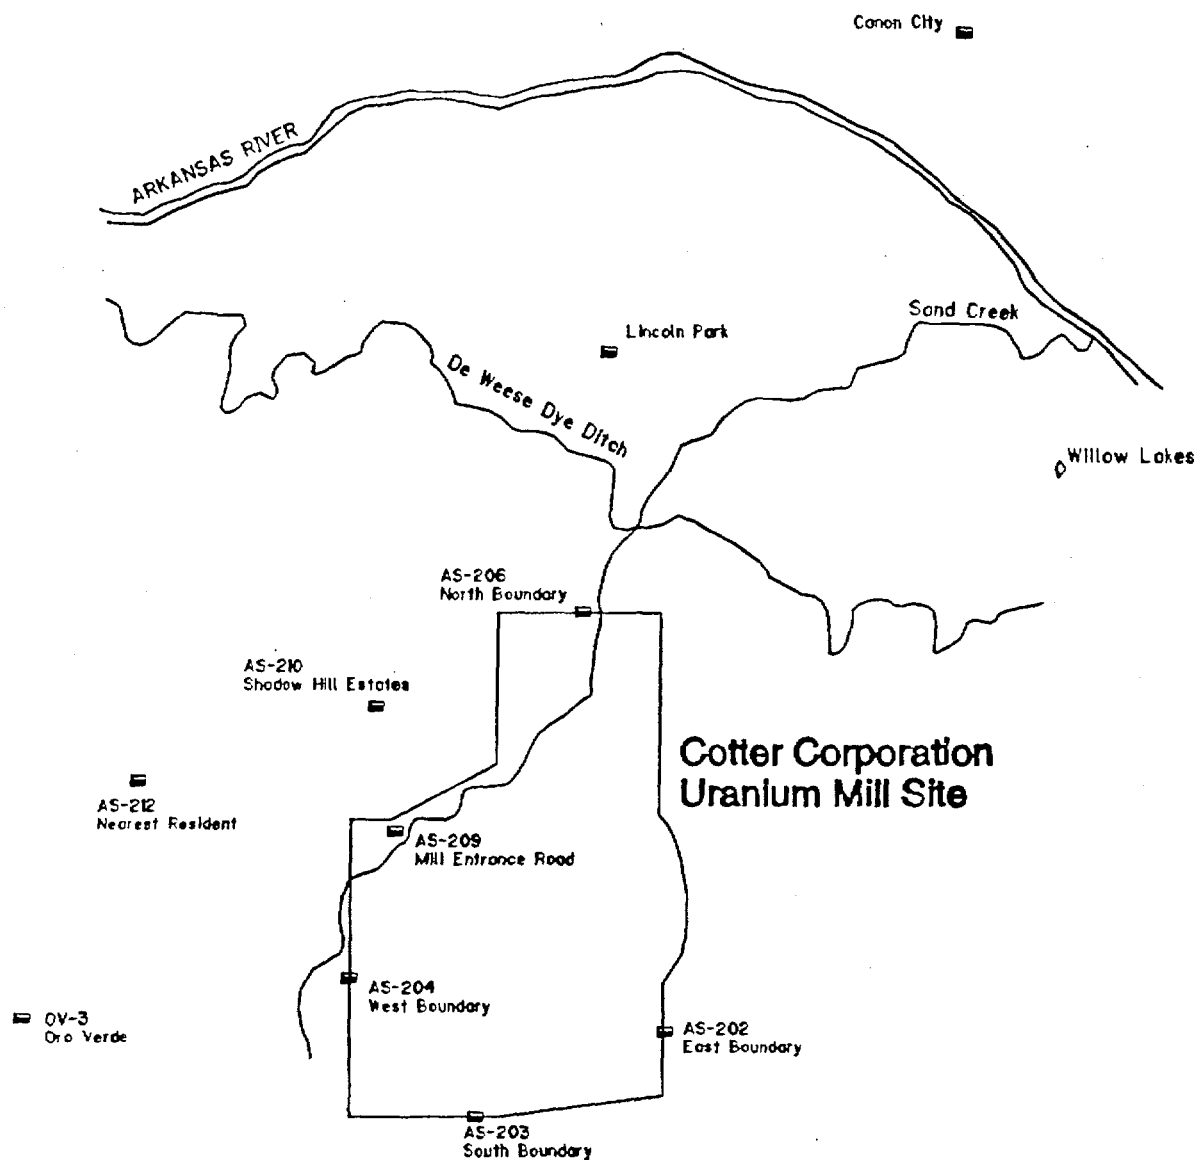 Canon City
ARKANSAS RIVER
Sand Creek
Lincoln Park
De Weese Dye Ditch
Willow Lakes
AS-206
North Boundary
AS-210
Shadow Hill Estates
Cotter Corporation
Uranium Mill Site
AS-212
Nearest Resident
AS-209
Mill Entrance Road
AS-204
West Boundary
OV-3
Oro Verde
AS-202
East Boundary
AS-203
South Boundary